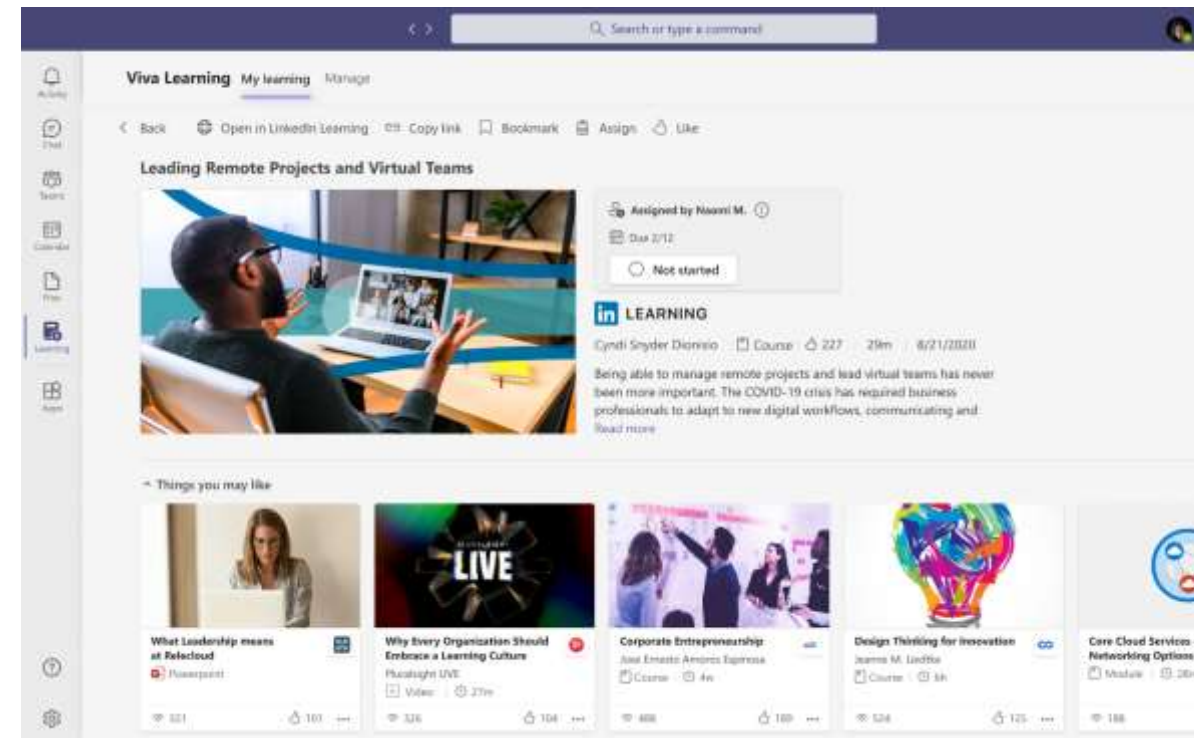 Search or type a command
Activity
Chat
Teams
Calendar
Files
Learning
Apps
Viva Learning My learning Manage
Back Open in LinkedIn Learning Copy link Bookmark Assign Like
Leading Remote Projects and Virtual Teams
Assigned by Naomi M.
Due 2/12
Not started
in LEARNING
Cyndi Snyder Dionisio Course 227 29m 8/21/2020
Being able to manage remote projects and lead virtual teams has never
been more important. The COVID-19 crisis has required business
professionals to adapt to new digital workflows, communicating and
Read more
Things you may like
LIVE
What Leadership means
at Relecloud
Powerpoint
321 103
Why Every Organization Should
Embrace a Learning Culture
Pluralsight LIVE
Video 27m
326 104
Corporate Entrepreneurship
Jose Ernesto Amoros Espinosa
Course 4w
488
Design Thinking for Innovation
Jeanne M. Liedtka
Course 6h
524 125
Core Cloud Services
Networking Options
Module
188